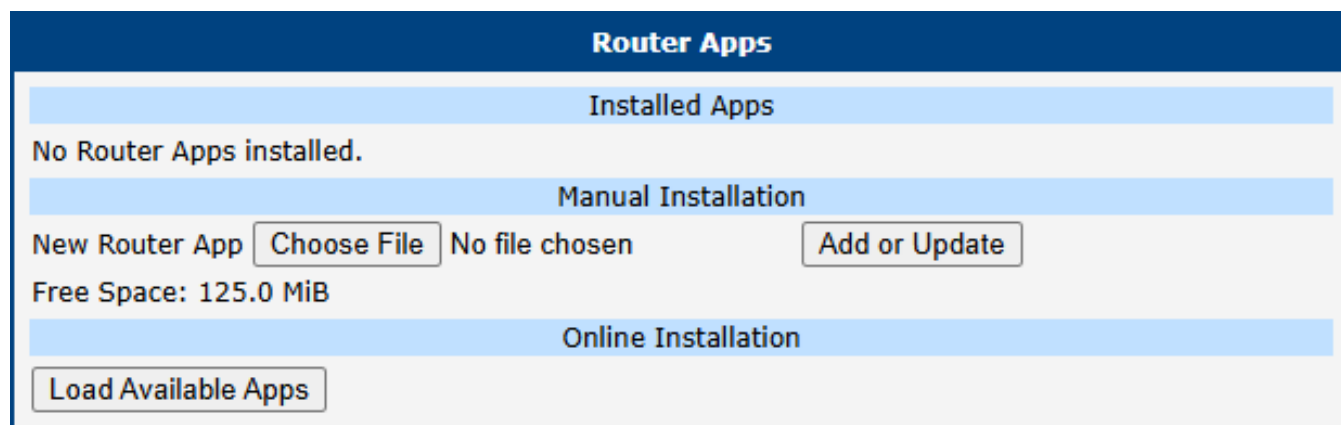 Router Apps
Installed Apps
No Router Apps installed.
Manual Installation
New Router App Choose File No file chosen Add or Update
Free Space: 125.0 MiB
Online Installation
Load Available Apps